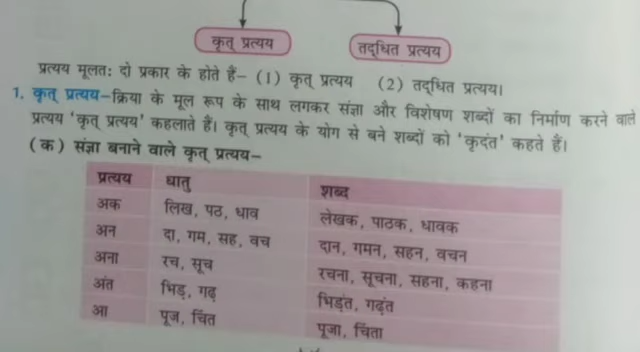 कृत् प्रत्यय तद्धित प्रत्यय
प्रत्यय मूलतः दो प्रकार के होते हैं– (1) कृत् प्रत्यय (2) तद्धित प्रत्यय।
1. कृत् प्रत्यय–क्रिया के मूल रूप के साथ लगकर संज्ञा और विशेषण शब्दों का निर्माण करने वाले
प्रत्यय 'कृत् प्रत्यय' कहलाते हैं। कृत् प्रत्यय के योग से बने शब्दों को 'कृदंत' कहते हैं।
(क) संज्ञा बनाने वाले कृत् प्रत्यय–
प्रत्यय धातु शब्द
अक लिख, पठ, धाव लेखक, पाठक, धावक
अन दा, गम, सह, वच दान, गमन, सहन, वचन
अना रच, सूच रचना, सूचना, सहना, कहना
अंत भिड़, गढ़ भिड़ंत, गढ़ंत
आ पूज, चिंत पूजा, चिंता